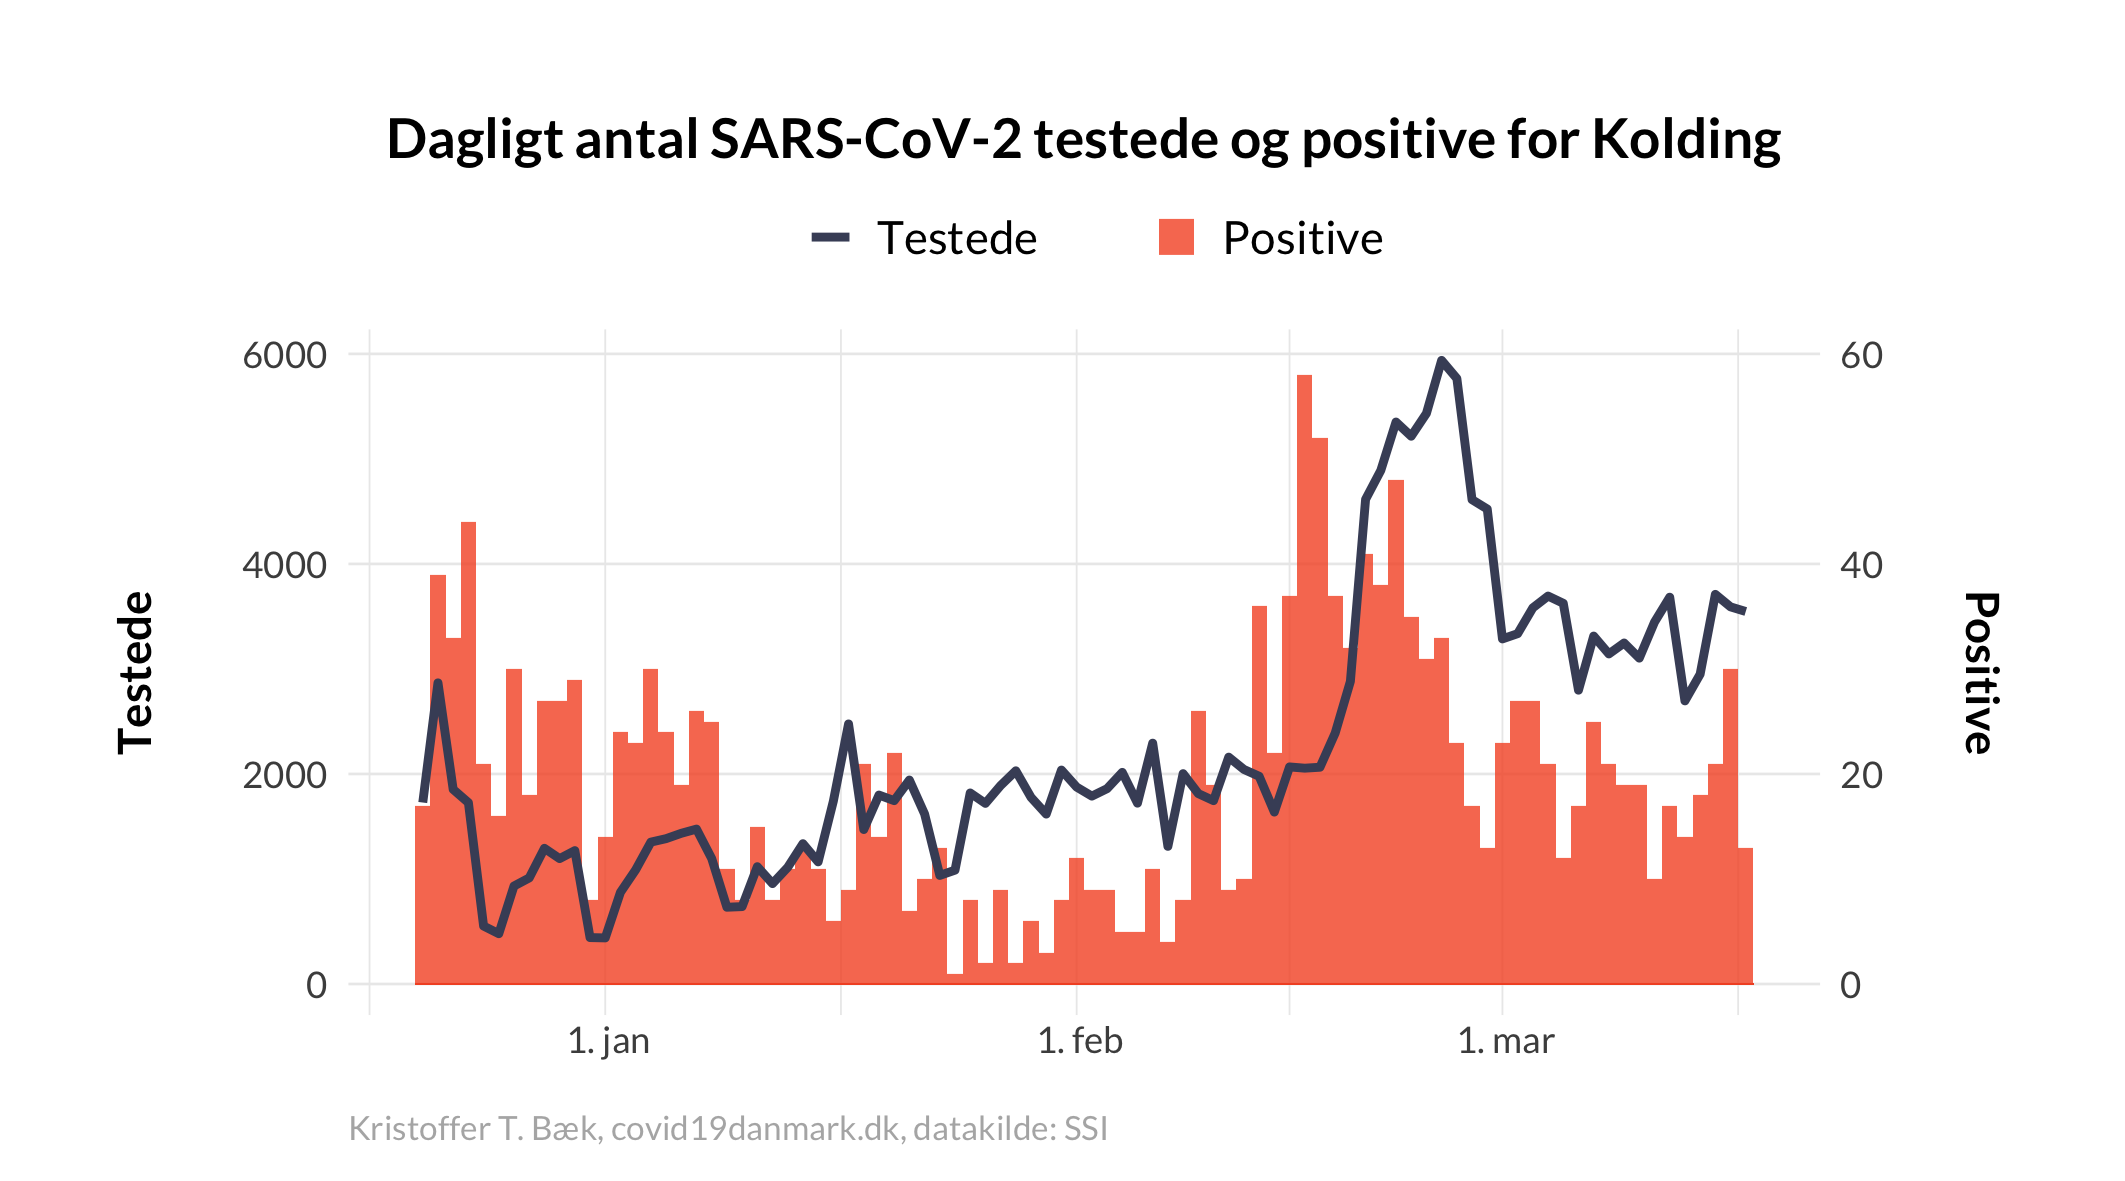 Dagligt antal SARS-CoV-2 testede og positive for Kolding
Testede Positive
6000 60
4000 40
2000 20
0 0
Testede
Positive
1. jan 1. feb 1. mar
Kristoffer T. Bæk, covid19danmark.dk, datakilde: SSI